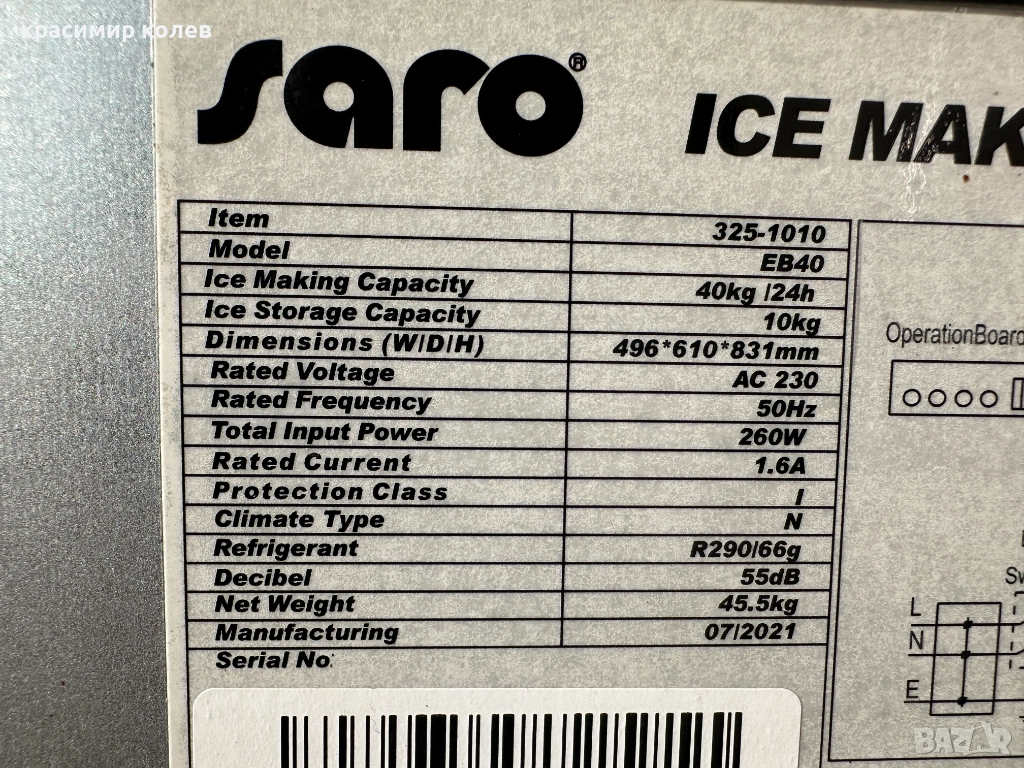 красимир колев
saro®
ICE MAK
Item 325-1010
Model EB40
Ice Making Capacity 40kg /24h
Ice Storage Capacity 10kg
Dimensions (W/D/H) 496*610*831mm
Rated Voltage AC 230
Rated Frequency 50Hz
Total Input Power 260W
Rated Current 1.6A
Protection Class I
Climate Type N
Refrigerant R290/66g
Decibel 55dB
Net Weight 45.5kg
Manufacturing 07/2021
Serial No:
OperationBoard
Sw
L
N
E
BAZAR